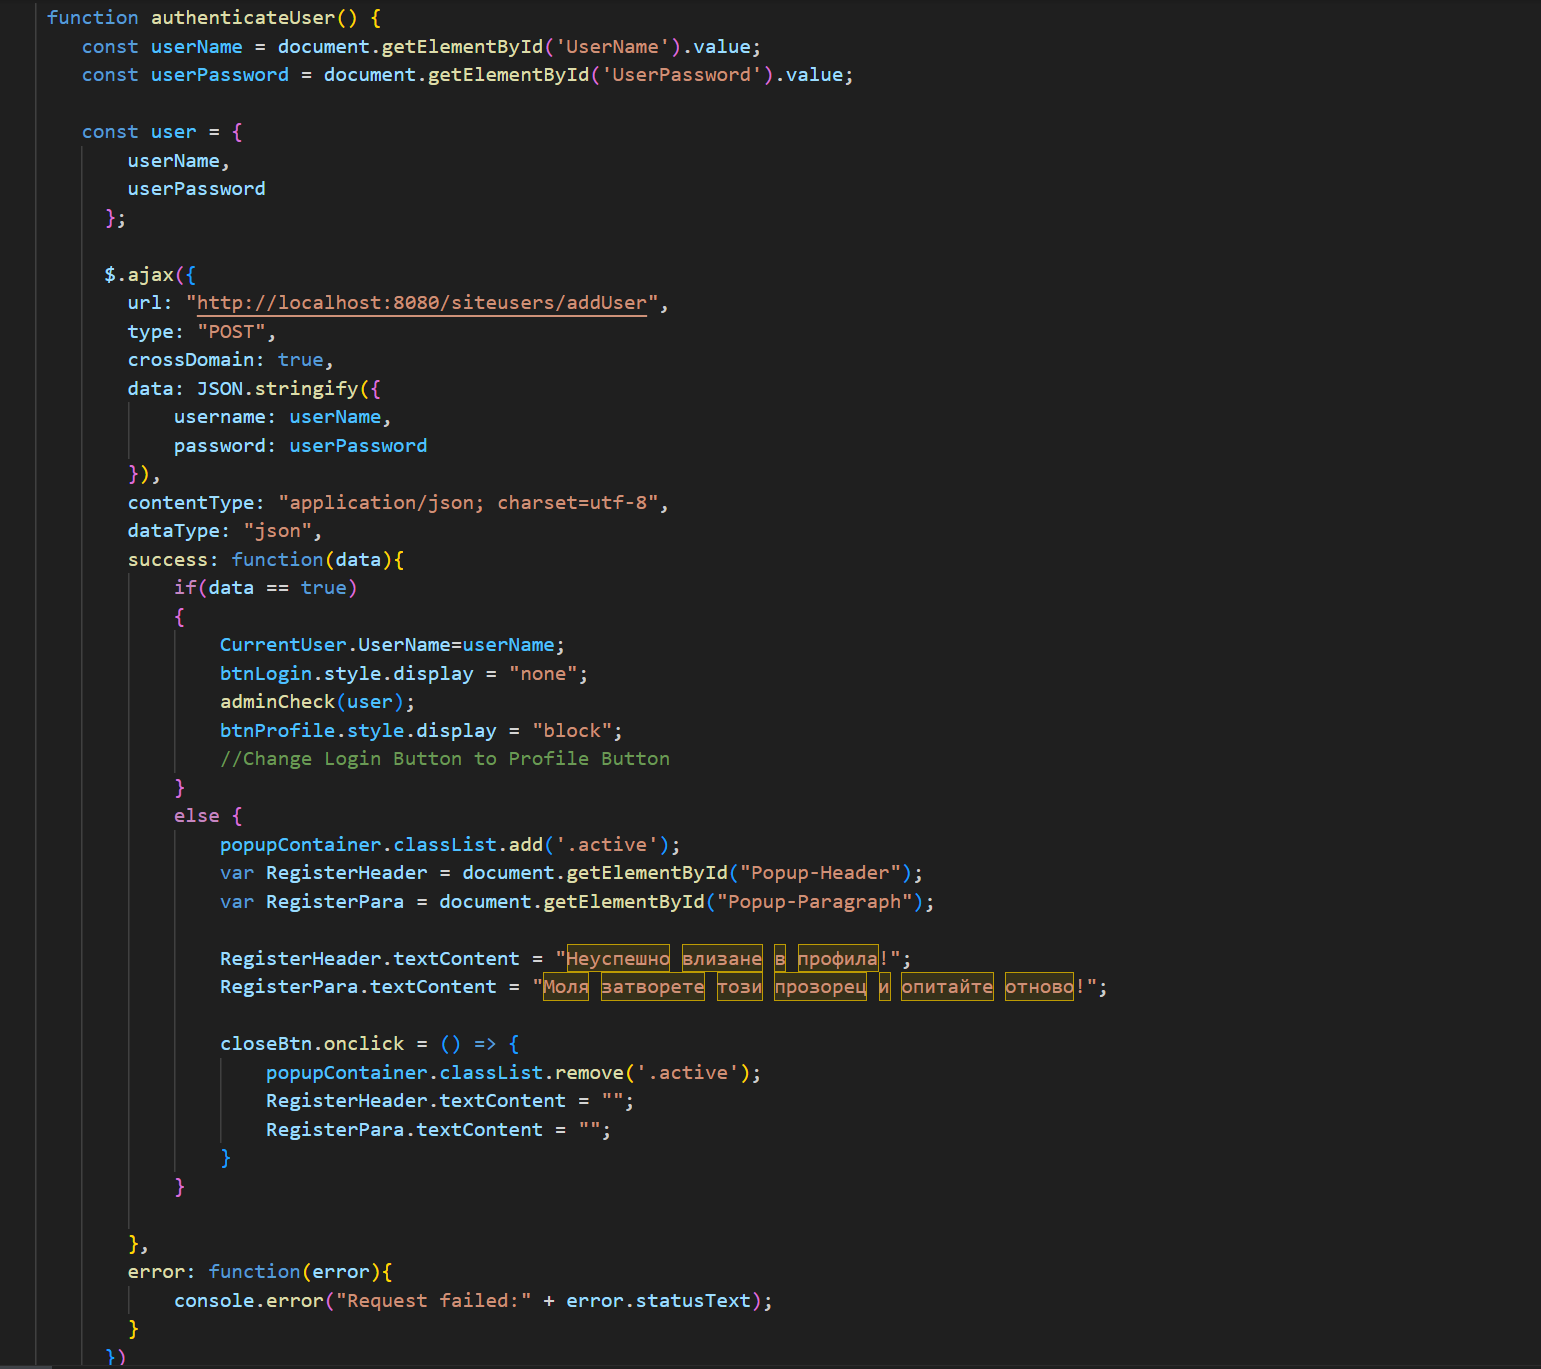 function authenticateUser() {
const userName = document.getElementById('UserName').value;
const userPassword = document.getElementById('UserPassword').value;
const user = {
userName,
userPassword
};
$.ajax({
url: "http://localhost:8080/siteusers/addUser",
type: "POST",
crossDomain: true,
data: JSON.stringify({
username: userName,
password: userPassword
}),
contentType: "application/json; charset=utf-8",
dataType: "json",
success: function(data){
if(data == true)
{
CurrentUser.UserName=userName;
btnLogin.style.display = "none";
adminCheck(user);
btnProfile.style.display = "block";
//Change Login Button to Profile Button
}
else {
popupContainer.classList.add('.active');
var RegisterHeader = document.getElementById("Popup-Header");
var RegisterPara = document.getElementById("Popup-Paragraph");
RegisterHeader.textContent = "Неуспешно влизане в профила!";
RegisterPara.textContent = "Моля затворете този прозорец и опитайте отново!";
closeBtn.onclick = () => {
popupContainer.classList.remove('.active');
RegisterHeader.textContent = "";
RegisterPara.textContent = "";
}
}
},
error: function(error){
console.error("Request failed:" + error.statusText);
}
})